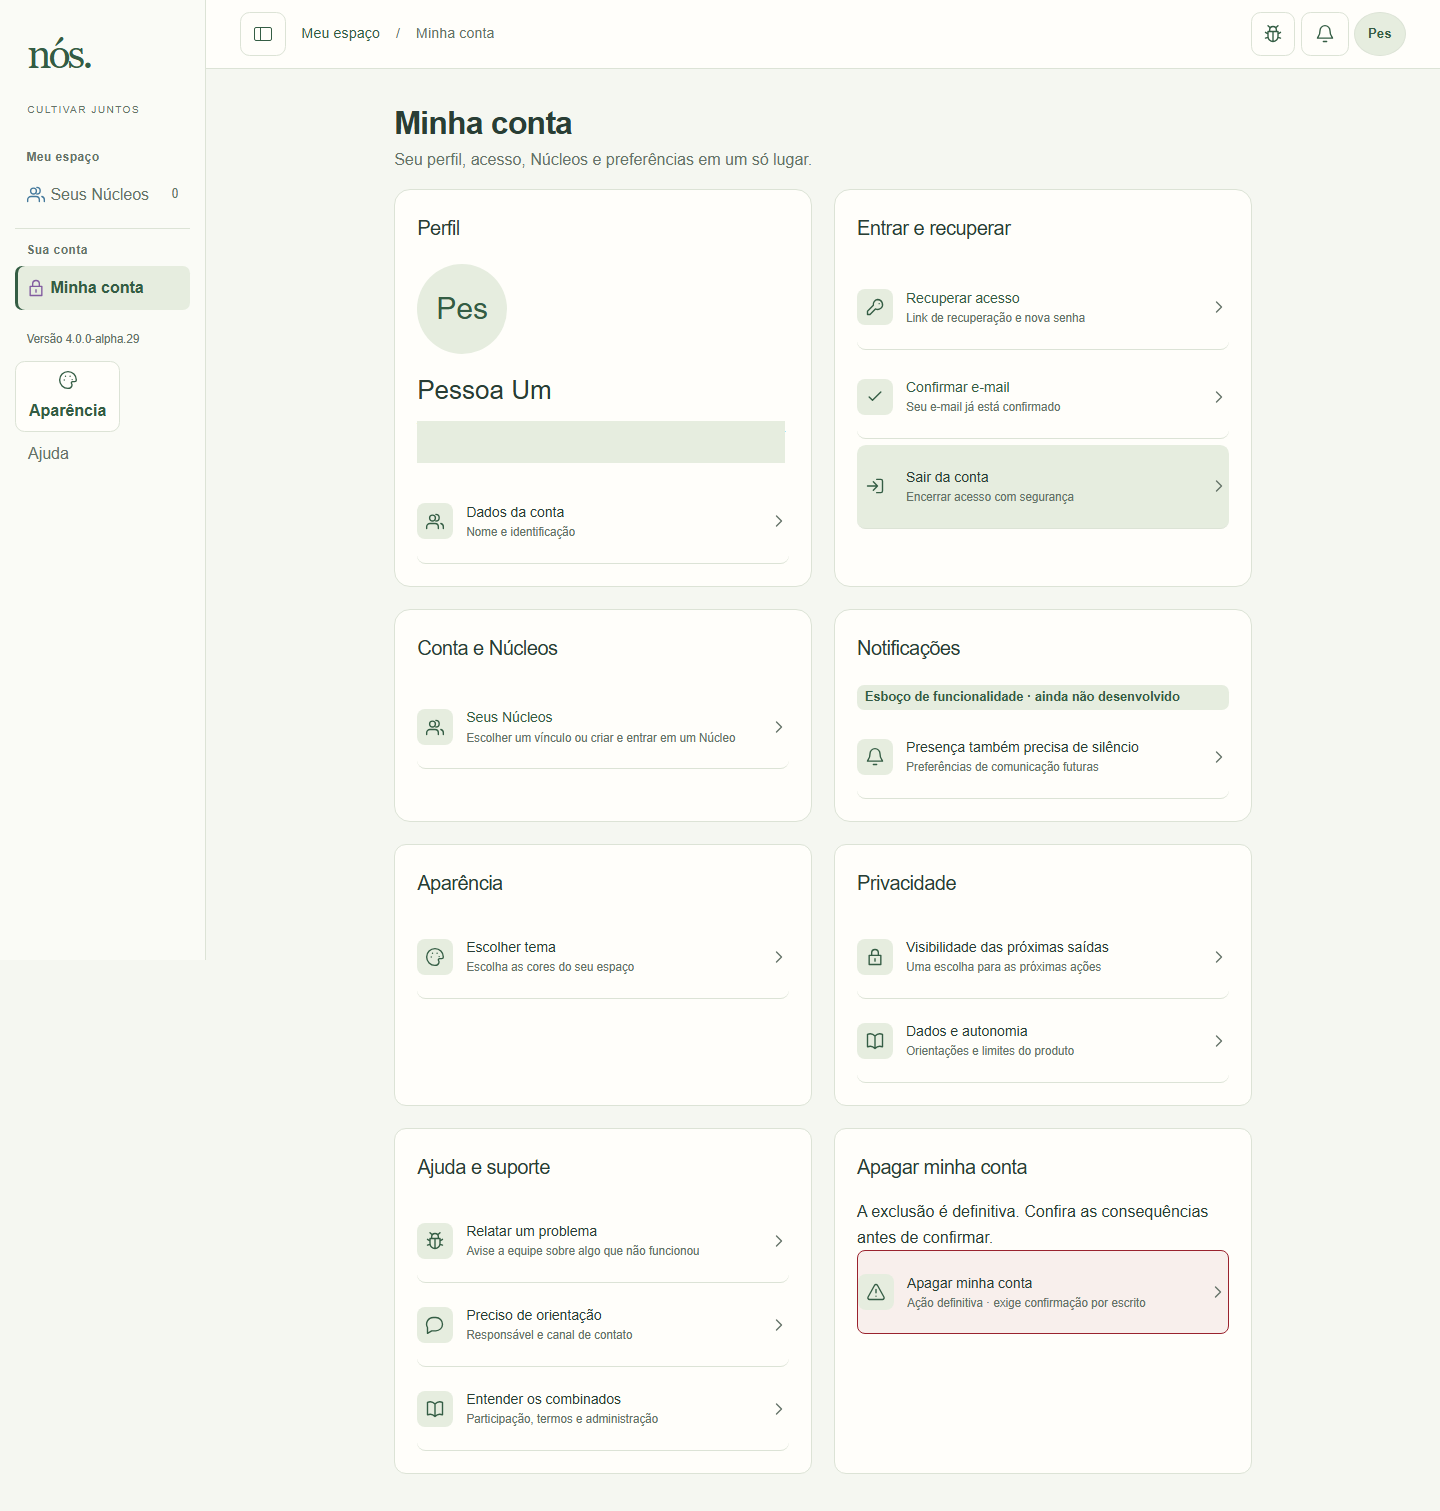 nós.
CULTIVAR JUNTOS
Meu espaço
Seus Núcleos 0
Sua conta
Minha conta
Versão 4.0.0-alpha.29
Aparência
Ajuda
Meu espaço / Minha conta
Pes
Minha conta
Seu perfil, acesso, Núcleos e preferências em um só lugar.
Perfil
Pes
Pessoa Um
Dados da conta
Nome e identificação
Entrar e recuperar
Recuperar acesso
Link de recuperação e nova senha
Confirmar e-mail
Seu e-mail já está confirmado
Sair da conta
Encerrar acesso com segurança
Conta e Núcleos
Seus Núcleos
Escolher um vínculo ou criar e entrar em um Núcleo
Notificações
Esboço de funcionalidade · ainda não desenvolvido
Presença também precisa de silêncio
Preferências de comunicação futuras
Aparência
Escolher tema
Escolha as cores do seu espaço
Privacidade
Visibilidade das próximas saídas
Uma escolha para as próximas ações
Dados e autonomia
Orientações e limites do produto
Ajuda e suporte
Relatar um problema
Avise a equipe sobre algo que não funcionou
Preciso de orientação
Responsável e canal de contato
Entender os combinados
Participação, termos e administração
Apagar minha conta
A exclusão é definitiva. Confira as consequências
antes de confirmar.
Apagar minha conta
Ação definitiva · exige confirmação por escrito